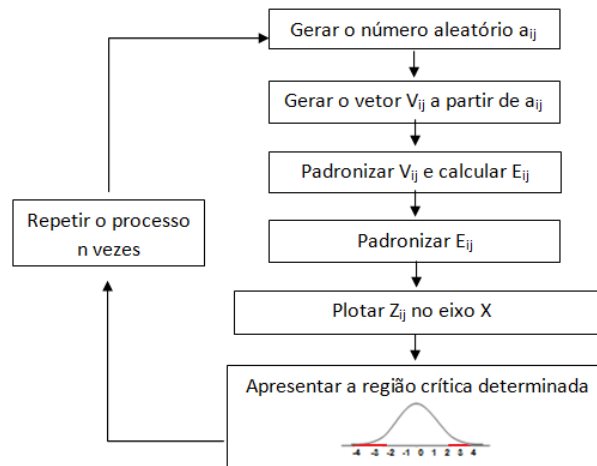 Gerar o número aleatório aij
Gerar o vetor Vij a partir de aij
Padronizar Vij e calcular Eij
Padronizar Eij
Plotar Zij no eixo X
Apresentar a região crítica determinada
-4 -3 -2 -1 0 1 2 3 4
Repetir o processo
n vezes